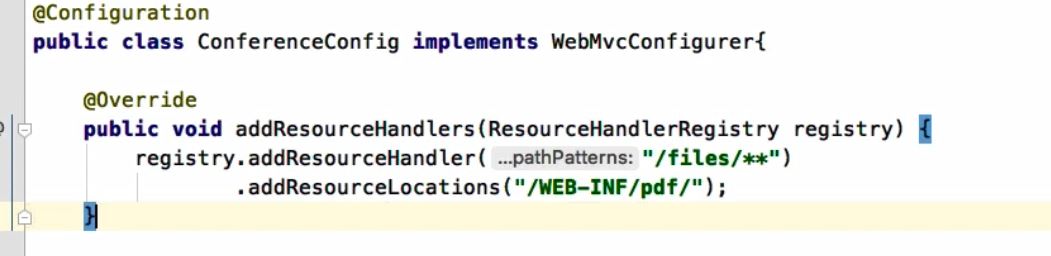 @Configuration
public class ConferenceConfig implements WebMvcConfigurer{
@Override
public void addResourceHandlers(ResourceHandlerRegistry registry) {
registry.addResourceHandler( ...pathPatterns: "/files/**")
.addResourceLocations("/WEB-INF/pdf/");
}